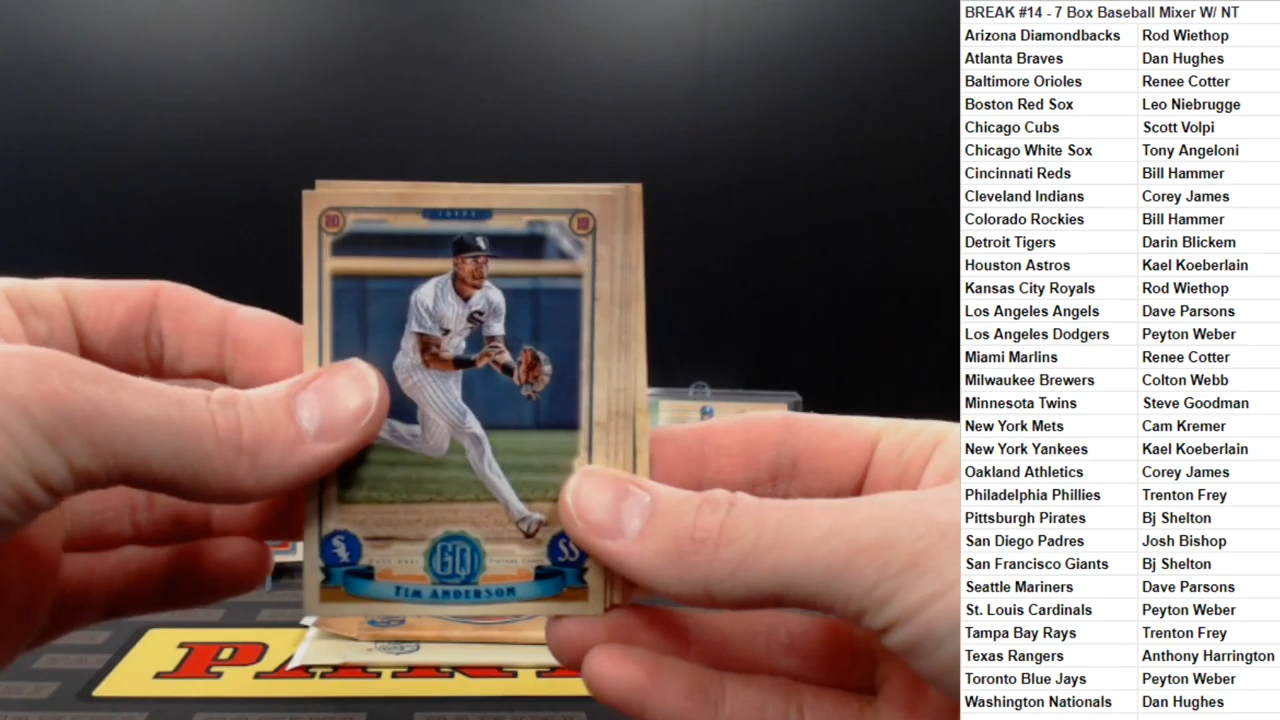 BREAK #14 - 7 Box Baseball Mixer W/ NT
Arizona Diamondbacks Rod Wiethop
Atlanta Braves Dan Hughes
Baltimore Orioles Renee Cotter
Boston Red Sox Leo Niebrugge
Chicago Cubs Scott Volpi
Chicago White Sox Tony Angeloni
Cincinnati Reds Bill Hammer
Cleveland Indians Corey James
Colorado Rockies Bill Hammer
Detroit Tigers Darin Blickem
Houston Astros Kael Koeberlain
Kansas City Royals Rod Wiethop
Los Angeles Angels Dave Parsons
Los Angeles Dodgers Peyton Weber
Miami Marlins Renee Cotter
Milwaukee Brewers Colton Webb
Minnesota Twins Steve Goodman
New York Mets Cam Kremer
New York Yankees Kael Koeberlain
Oakland Athletics Corey James
Philadelphia Phillies Trenton Frey
Pittsburgh Pirates Bj Shelton
San Diego Padres Josh Bishop
San Francisco Giants Bj Shelton
Seattle Mariners Dave Parsons
St. Louis Cardinals Peyton Weber
Tampa Bay Rays Trenton Frey
Texas Rangers Anthony Harrington
Toronto Blue Jays Peyton Weber
Washington Nationals Dan Hughes
20 TOPPS 19
SOX GQ SS
TIM ANDERSON